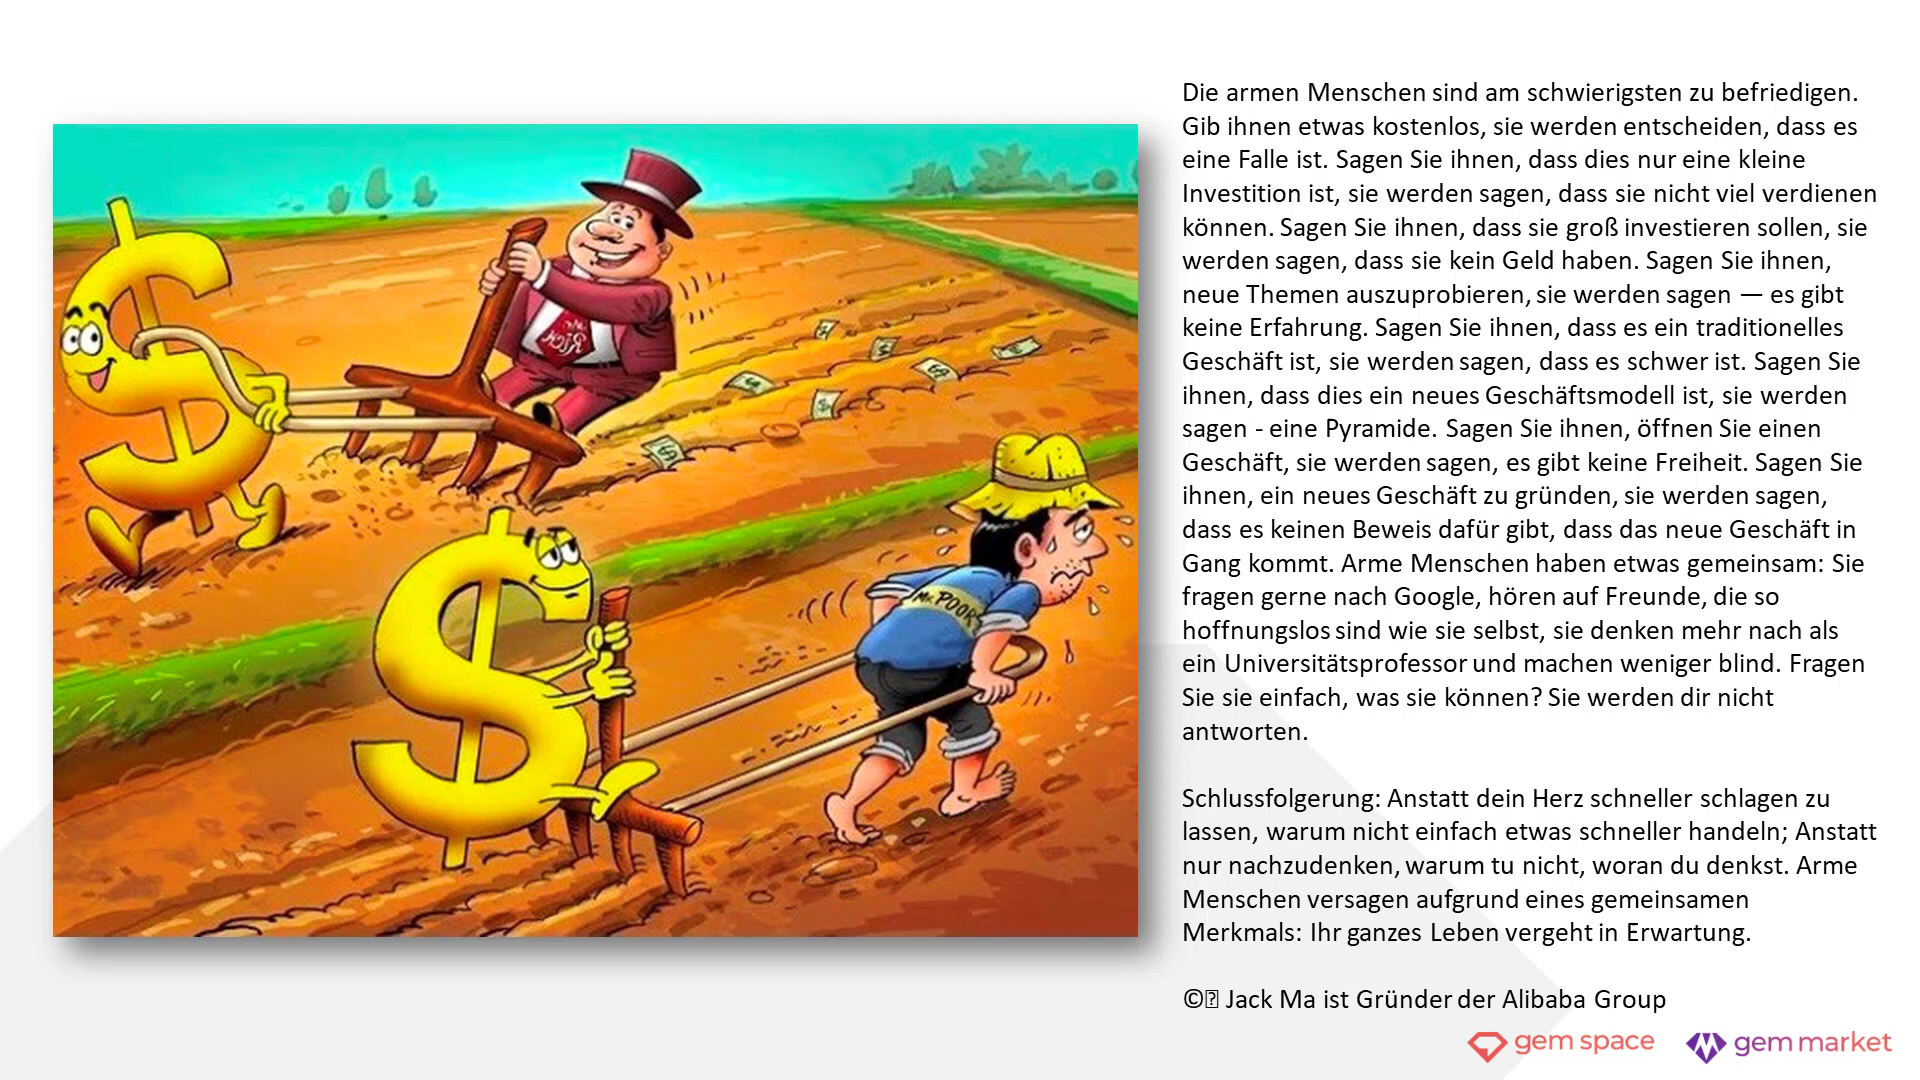 Mr. RICH
Mr. POOR
Die armen Menschen sind am schwierigsten zu befriedigen.
Gib ihnen etwas kostenlos, sie werden entscheiden, dass es
eine Falle ist. Sagen Sie ihnen, dass dies nur eine kleine
Investition ist, sie werden sagen, dass sie nicht viel verdienen
können. Sagen Sie ihnen, dass sie groß investieren sollen, sie
werden sagen, dass sie kein Geld haben. Sagen Sie ihnen,
neue Themen auszuprobieren, sie werden sagen — es gibt
keine Erfahrung. Sagen Sie ihnen, dass es ein traditionelles
Geschäft ist, sie werden sagen, dass es schwer ist. Sagen Sie
ihnen, dass dies ein neues Geschäftsmodell ist, sie werden
sagen - eine Pyramide. Sagen Sie ihnen, öffnen Sie einen
Geschäft, sie werden sagen, es gibt keine Freiheit. Sagen Sie
ihnen, ein neues Geschäft zu gründen, sie werden sagen,
dass es keinen Beweis dafür gibt, dass das neue Geschäft in
Gang kommt. Arme Menschen haben etwas gemeinsam: Sie
fragen gerne nach Google, hören auf Freunde, die so
hoffnungslos sind wie sie selbst, sie denken mehr nach als
ein Universitätsprofessor und machen weniger blind. Fragen
Sie sie einfach, was sie können? Sie werden dir nicht
antworten.
Schlussfolgerung: Anstatt dein Herz schneller schlagen zu
lassen, warum nicht einfach etwas schneller handeln; Anstatt
nur nachzudenken, warum tu nicht, woran du denkst. Arme
Menschen versagen aufgrund eines gemeinsamen
Merkmals: Ihr ganzes Leben vergeht in Erwartung.
© Jack Ma ist Gründer der Alibaba Group
gem space
gem market